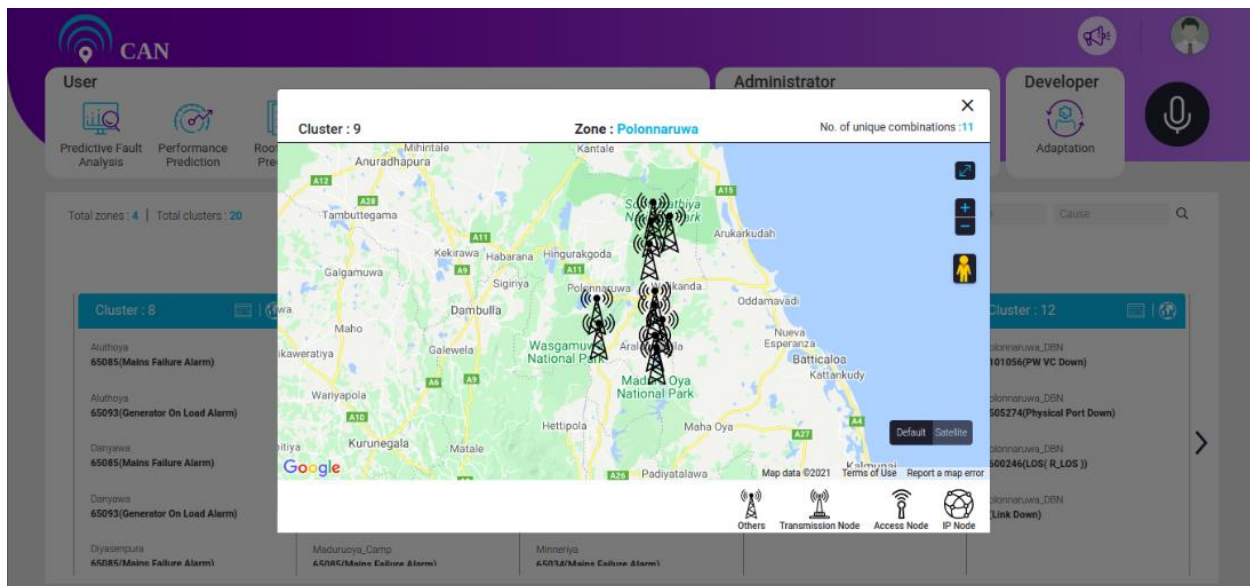 CAN
User
Administrator
Developer
Predictive Fault
Analysis
Performance
Prediction
Adaptation
Total zones : 4 | Total clusters : 20
Cause
Cluster : 9
Zone : Polonnaruwa
No. of unique combinations :11
Mihintale
Kantale
Anuradhapura
A12
A15
A28
Tambuttegama
Arukarkudah
A11
Kekirawa
Habarana
Hingurakgoda
Galgamuwa
A9
A11
Sigiriya
Oddamavadi
Dambulla
Maho
Nueva
Esperanza
Galewela
Wasgamuwa
National Park
Batticaloa
Kattankudy
A6
A9
Maduru Oya
National Park
Wariyapola
A10
Hettipola
Maha Oya
A4
A27
Kurunegala
Matale
Default
Satellite
Google
A26
Padiyatalawa
Kalmunai
Map data ©2021
Terms of Use
Report a map error
Others
Transmission Node
Access Node
IP Node
Cluster : 8
Aluthoya
65085(Mains Failure Alarm)
Aluthoya
65093(Generator On Load Alarm)
Danyawa
65085(Mains Failure Alarm)
Danyawa
65093(Generator On Load Alarm)
Diyasenpura
65085(Mains Failure Alarm)
Maduruoya_Camp
65085(Mains Failure Alarm)
Minneriya
65034(Mains Failure Alarm)
Cluster : 12
olonnaruwa_DBN
101056(PW VC Down)
olonnaruwa_DBN
505274(Physical Port Down)
olonnaruwa_DBN
500246(LOS( R_LOS ))
olonnaruwa_DBN
(Link Down)